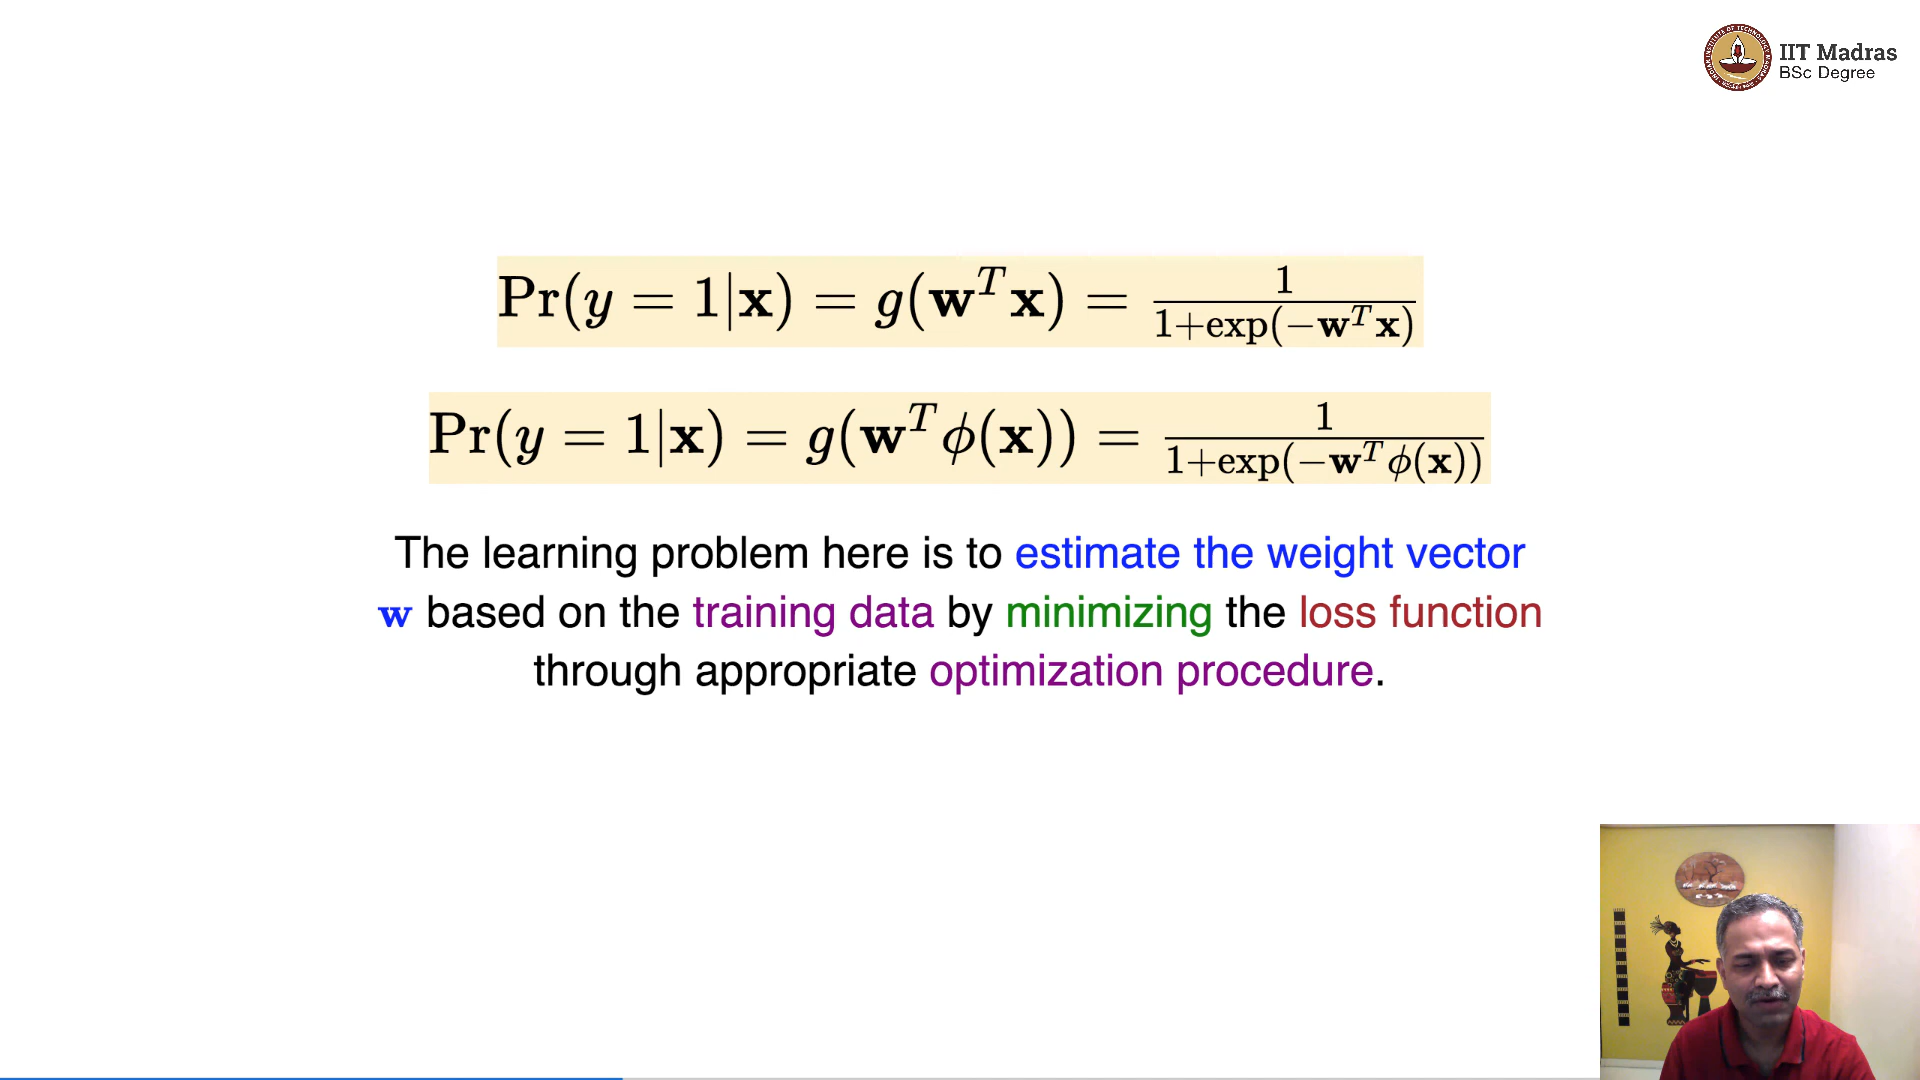 IIT Madras
BSc Degree
Pr(y = 1|x) = g(w^T x) = 1 / (1+exp(−w^T x))
Pr(y = 1|x) = g(w^T ϕ(x)) = 1 / (1+exp(−w^T ϕ(x)))
The learning problem here is to estimate the weight vector
w based on the training data by minimizing the loss function
through appropriate optimization procedure.